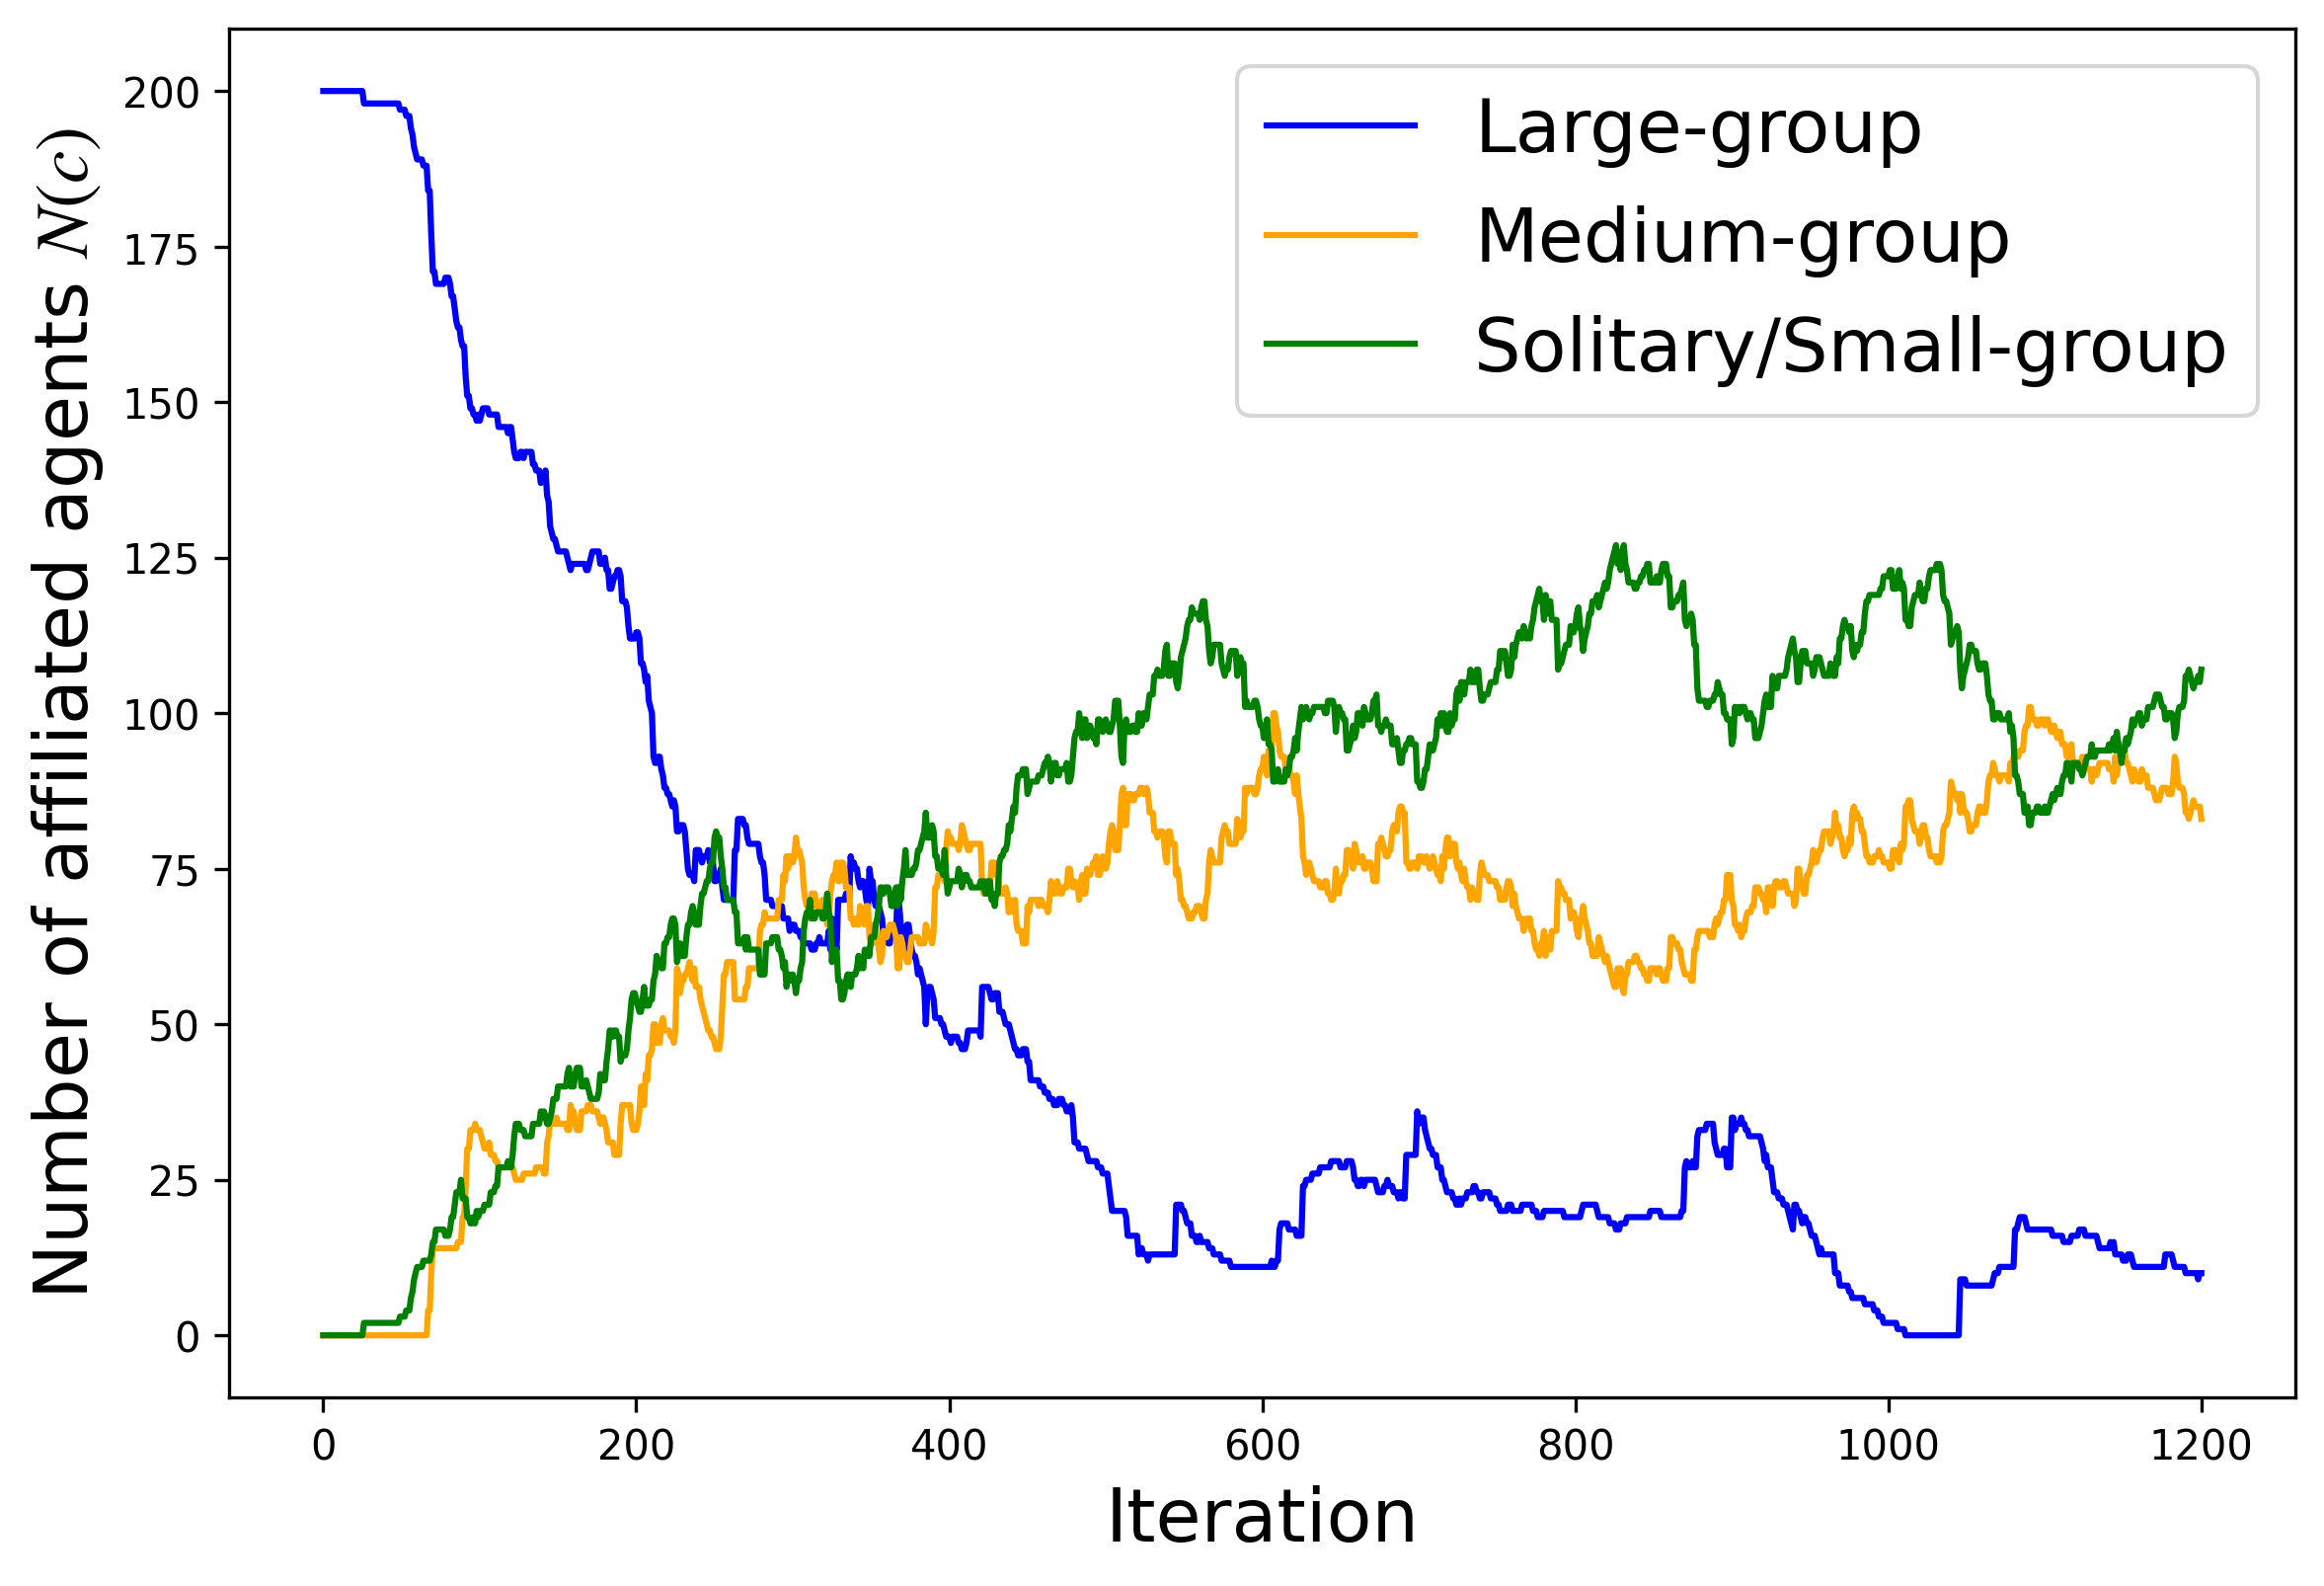 Number of affiliated agents N(c)
200
175
150
125
100
75
50
25
0
Large-group
Medium-group
Solitary/Small-group
0 200 400 600 800 1000 1200
Iteration